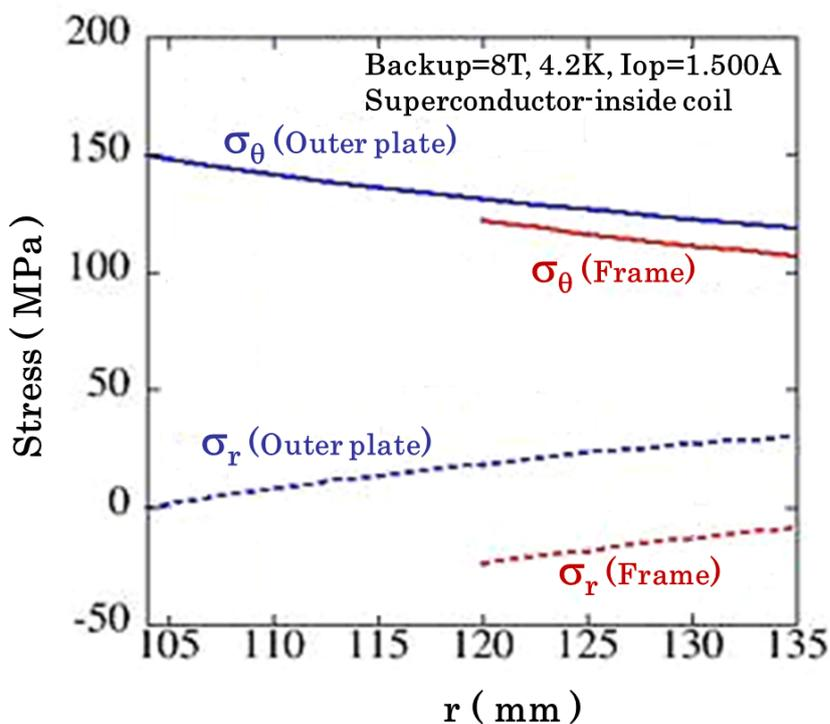 200
Backup=8T, 4.2K, Iop=1.500A
Superconductor-inside coil
σθ (Outer plate)
150
σθ (Frame)
100
Stress ( MPa )
50
σr (Outer plate)
0
σr (Frame)
-50
105 110 115 120 125 130 135
r ( mm )